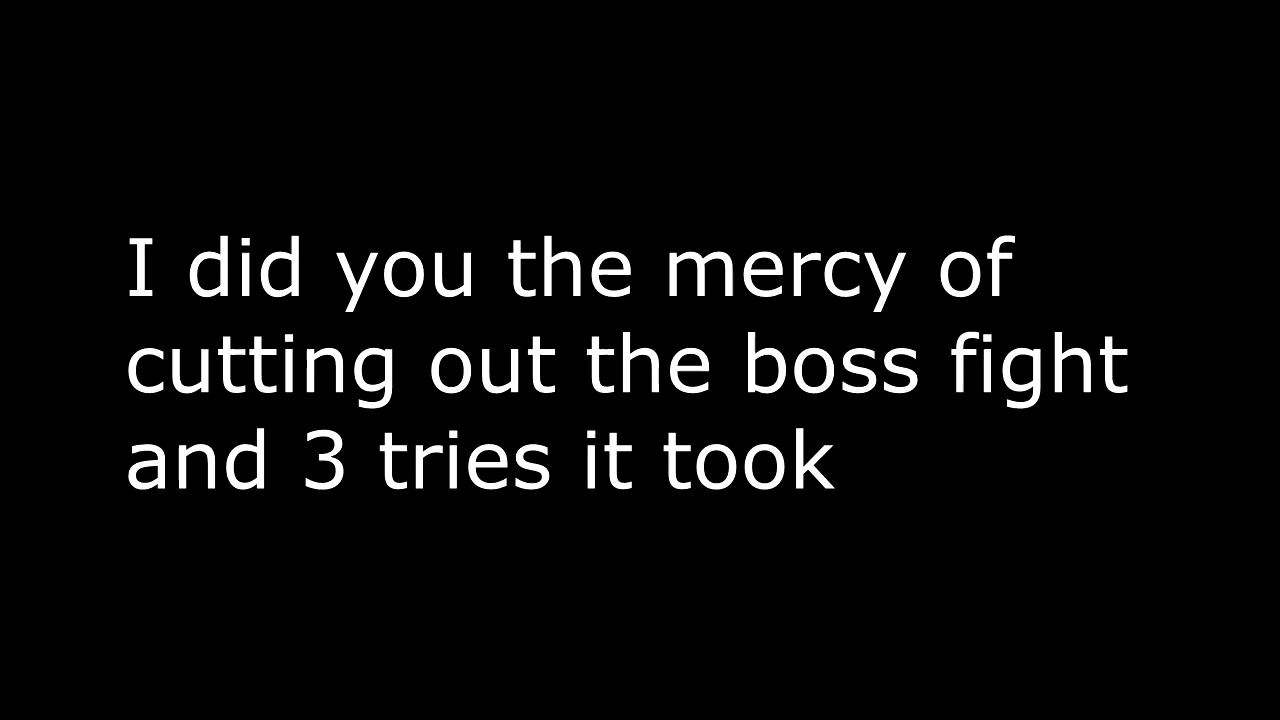 I did you the mercy of
cutting out the boss fight
and 3 tries it took